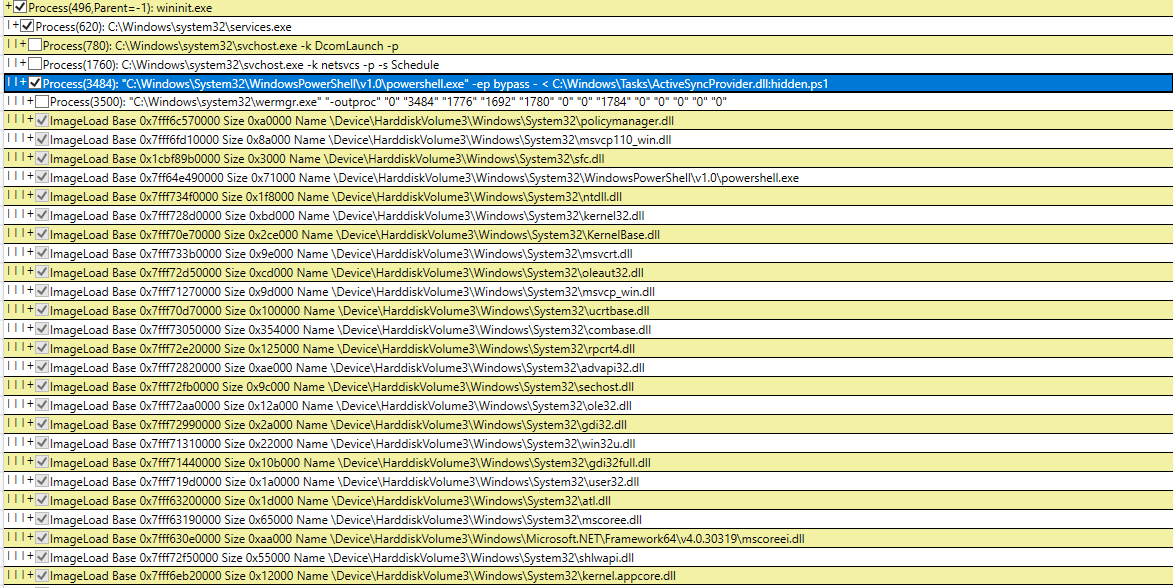 Process(496,Parent=-1): wininit.exe
Process(620): C:\Windows\system32\services.exe
Process(780): C:\Windows\system32\svchost.exe -k DcomLaunch -p
Process(1760): C:\Windows\system32\svchost.exe -k netsvcs -p -s Schedule
Process(3484): "C:\Windows\System32\WindowsPowerShell\v1.0\powershell.exe" -ep bypass - < C:\Windows\Tasks\ActiveSyncProvider.dll:hidden.ps1
Process(3500): "C:\Windows\system32\wermgr.exe" "-outproc" "0" "3484" "1776" "1692" "1780" "0" "0" "1784" "0" "0" "0" "0" "0"
ImageLoad Base 0x7fff6c570000 Size 0xa0000 Name \Device\HarddiskVolume3\Windows\System32\policymanager.dll
ImageLoad Base 0x7fff6fd10000 Size 0x8a000 Name \Device\HarddiskVolume3\Windows\System32\msvcp110_win.dll
ImageLoad Base 0x1cbf89b0000 Size 0x3000 Name \Device\HarddiskVolume3\Windows\System32\sfc.dll
ImageLoad Base 0x7ff64e490000 Size 0x71000 Name \Device\HarddiskVolume3\Windows\System32\WindowsPowerShell\v1.0\powershell.exe
ImageLoad Base 0x7fff734f0000 Size 0x1f8000 Name \Device\HarddiskVolume3\Windows\System32\ntdll.dll
ImageLoad Base 0x7fff728d0000 Size 0xbd000 Name \Device\HarddiskVolume3\Windows\System32\kernel32.dll
ImageLoad Base 0x7fff70e70000 Size 0x2ce000 Name \Device\HarddiskVolume3\Windows\System32\KernelBase.dll
ImageLoad Base 0x7fff733b0000 Size 0x9e000 Name \Device\HarddiskVolume3\Windows\System32\msvcrt.dll
ImageLoad Base 0x7fff72d50000 Size 0xcd000 Name \Device\HarddiskVolume3\Windows\System32\oleaut32.dll
ImageLoad Base 0x7fff71270000 Size 0x9d000 Name \Device\HarddiskVolume3\Windows\System32\msvcp_win.dll
ImageLoad Base 0x7fff70d70000 Size 0x100000 Name \Device\HarddiskVolume3\Windows\System32\ucrtbase.dll
ImageLoad Base 0x7fff73050000 Size 0x354000 Name \Device\HarddiskVolume3\Windows\System32\combase.dll
ImageLoad Base 0x7fff72e20000 Size 0x125000 Name \Device\HarddiskVolume3\Windows\System32\rpcrt4.dll
ImageLoad Base 0x7fff72820000 Size 0xae000 Name \Device\HarddiskVolume3\Windows\System32\advapi32.dll
ImageLoad Base 0x7fff72fb0000 Size 0x9c000 Name \Device\HarddiskVolume3\Windows\System32\sechost.dll
ImageLoad Base 0x7fff72aa0000 Size 0x12a000 Name \Device\HarddiskVolume3\Windows\System32\ole32.dll
ImageLoad Base 0x7fff72990000 Size 0x2a000 Name \Device\HarddiskVolume3\Windows\System32\gdi32.dll
ImageLoad Base 0x7fff71310000 Size 0x22000 Name \Device\HarddiskVolume3\Windows\System32\win32u.dll
ImageLoad Base 0x7fff71440000 Size 0x10b000 Name \Device\HarddiskVolume3\Windows\System32\gdi32full.dll
ImageLoad Base 0x7fff719d0000 Size 0x1a0000 Name \Device\HarddiskVolume3\Windows\System32\user32.dll
ImageLoad Base 0x7fff63200000 Size 0x1d000 Name \Device\HarddiskVolume3\Windows\System32\atl.dll
ImageLoad Base 0x7fff63190000 Size 0x65000 Name \Device\HarddiskVolume3\Windows\System32\mscoree.dll
ImageLoad Base 0x7fff630e0000 Size 0xaa000 Name \Device\HarddiskVolume3\Windows\Microsoft.NET\Framework64\v4.0.30319\mscoreei.dll
ImageLoad Base 0x7fff72f50000 Size 0x55000 Name \Device\HarddiskVolume3\Windows\System32\shlwapi.dll
ImageLoad Base 0x7fff6eb20000 Size 0x12000 Name \Device\HarddiskVolume3\Windows\System32\kernel.appcore.dll